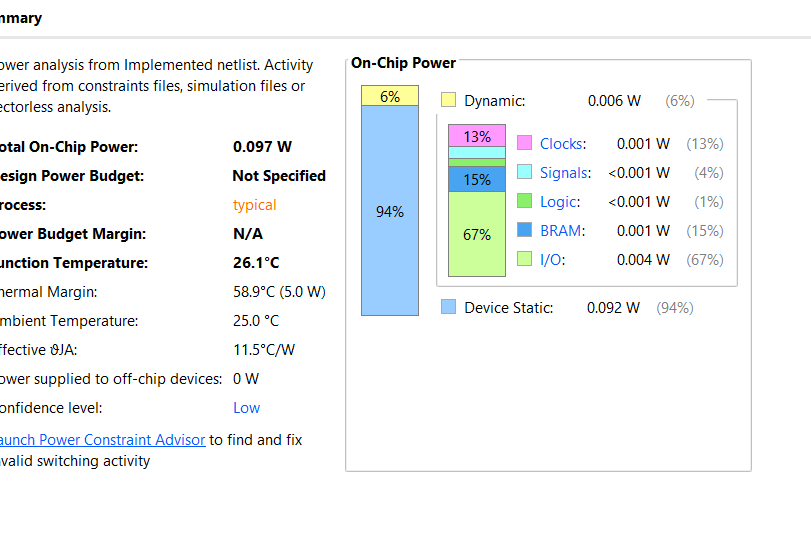 mmary
ower analysis from Implemented netlist. Activity
erived from constraints files, simulation files or
ectorless analysis.
otal On-Chip Power: 0.097 W
esign Power Budget: Not Specified
rocess: typical
ower Budget Margin: N/A
unction Temperature: 26.1°C
hermal Margin: 58.9°C (5.0 W)
mbient Temperature: 25.0 °C
ffective ϑJA: 11.5°C/W
ower supplied to off-chip devices: 0 W
onfidence level: Low
aunch Power Constraint Advisor to find and fix
nvalid switching activity
On-Chip Power
6%
94%
Dynamic: 0.006 W (6%)
13%
15%
67%
Clocks: 0.001 W (13%)
Signals: <0.001 W (4%)
Logic: <0.001 W (1%)
BRAM: 0.001 W (15%)
I/O: 0.004 W (67%)
Device Static: 0.092 W (94%)